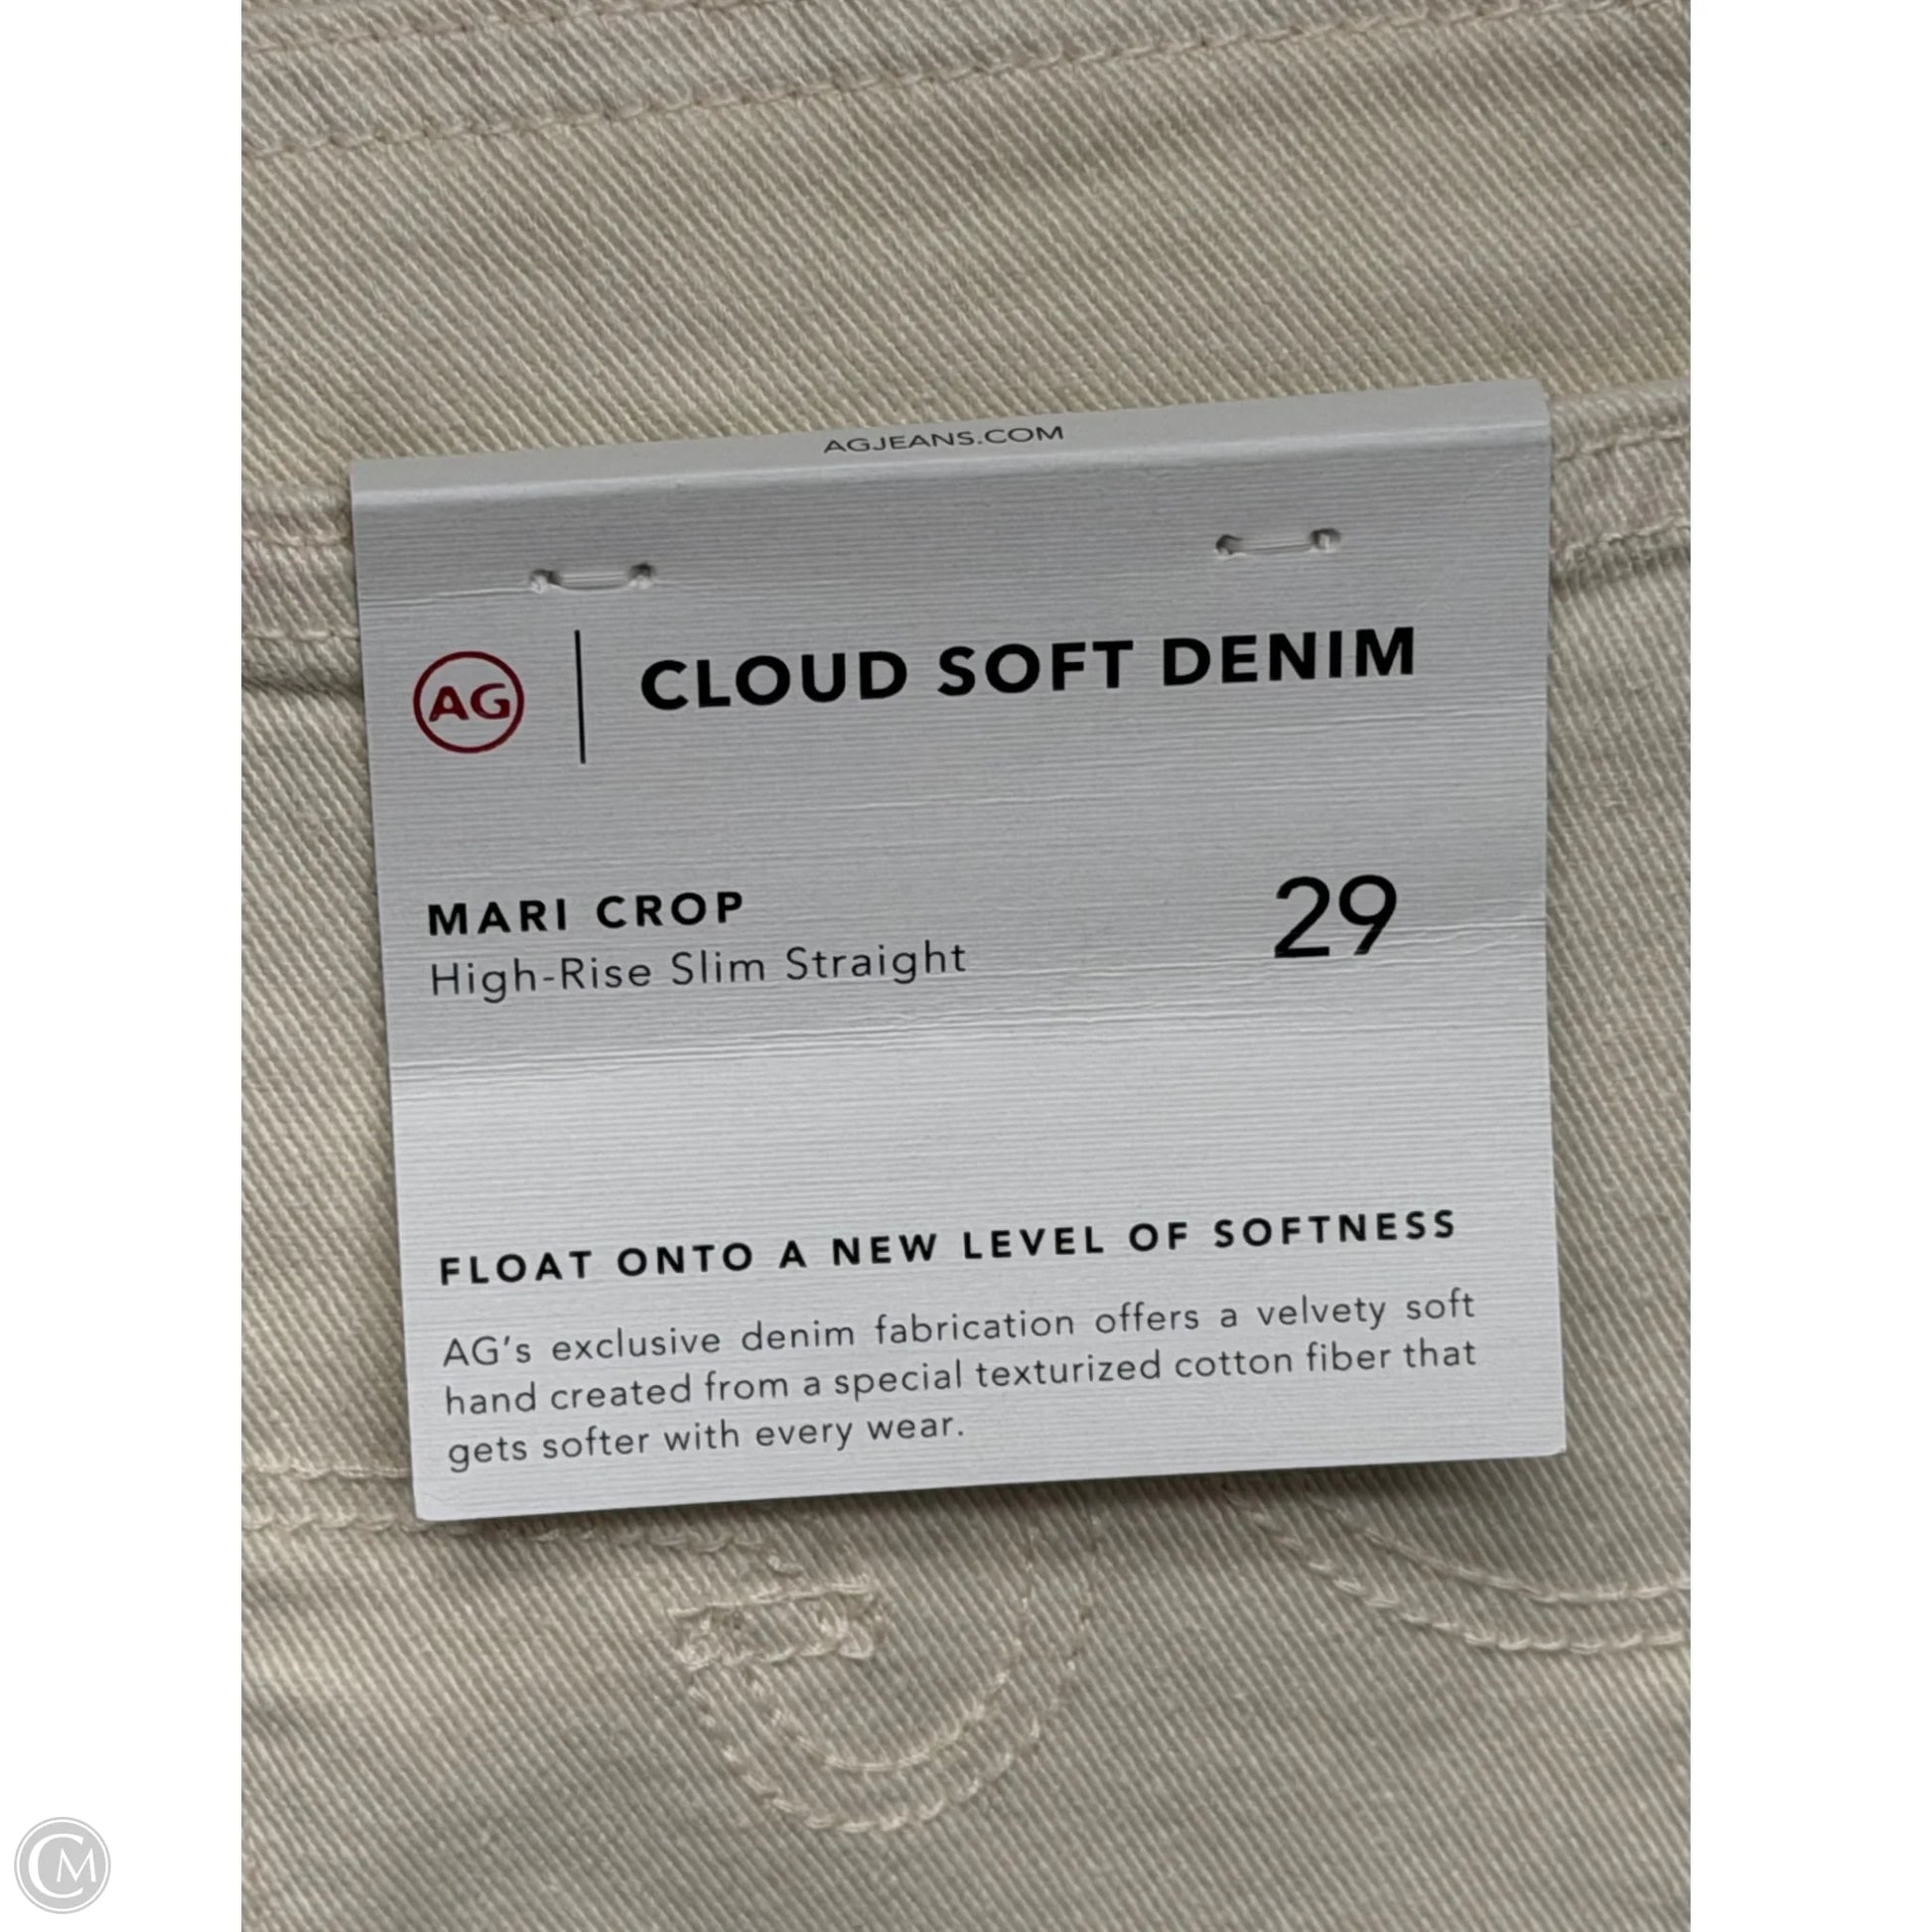 AGJEANS.COM
AG
CLOUD SOFT DENIM
MARI CROP
High-Rise Slim Straight
29
FLOAT ONTO A NEW LEVEL OF SOFTNESS
AG's exclusive denim fabrication offers a velvety soft
hand created from a special texturized cotton fiber that
gets softer with every wear.
CM